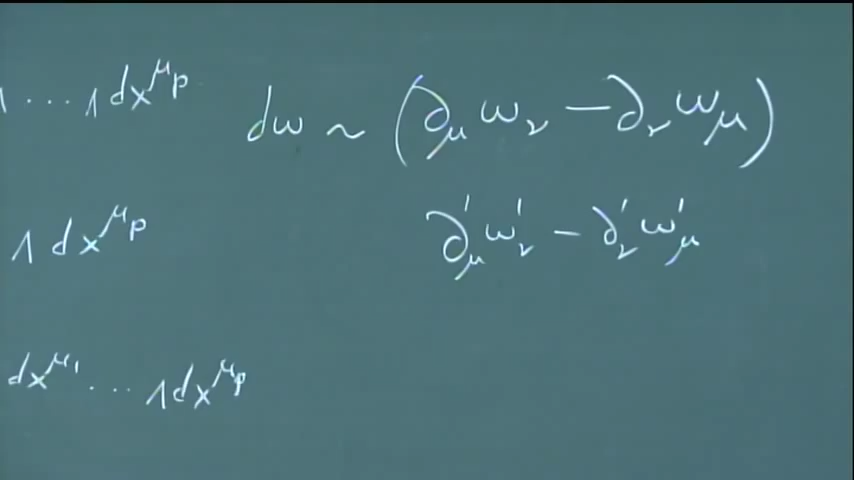 ∧ ... ∧ dx^{μ_p}
dω ~ (∂_μ ω_ν − ∂_ν ω_μ)
∧ dx^{μ_p}
∂'_μ ω'_ν − ∂'_ν ω'_μ
dx^{μ_1} ... ∧ dx^{μ_p}